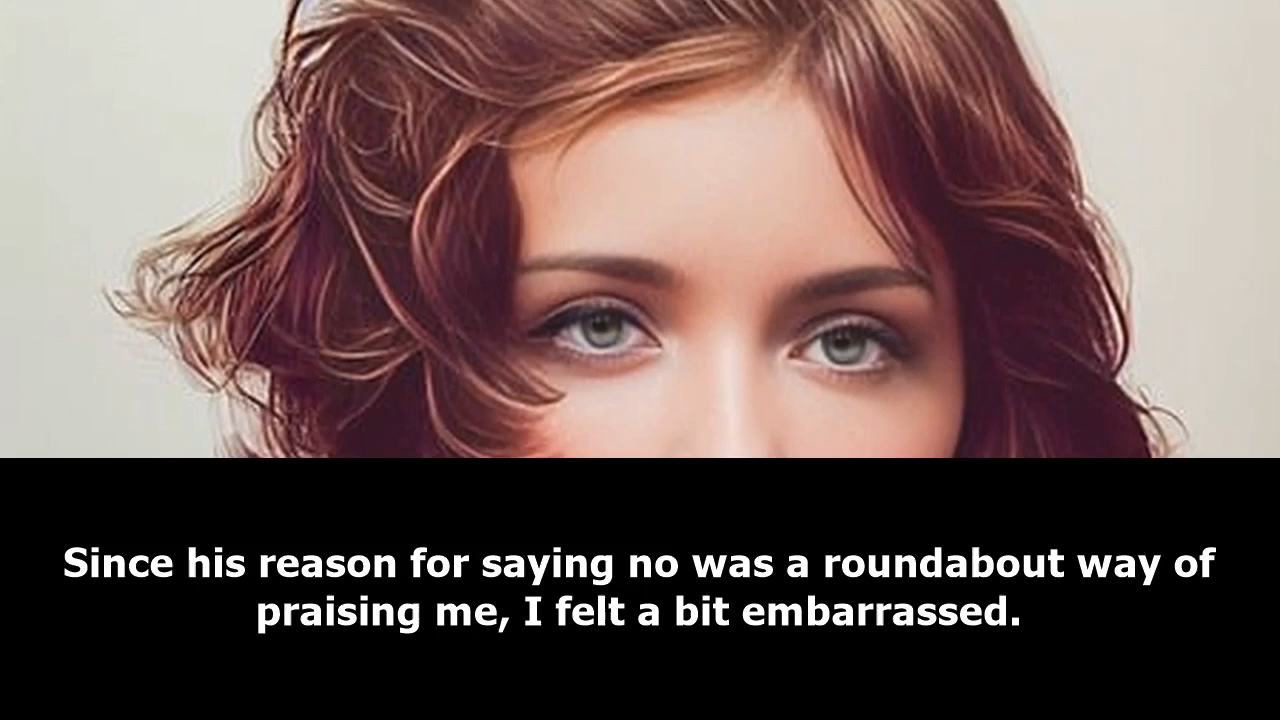 Since his reason for saying no was a roundabout way of
praising me, I felt a bit embarrassed.